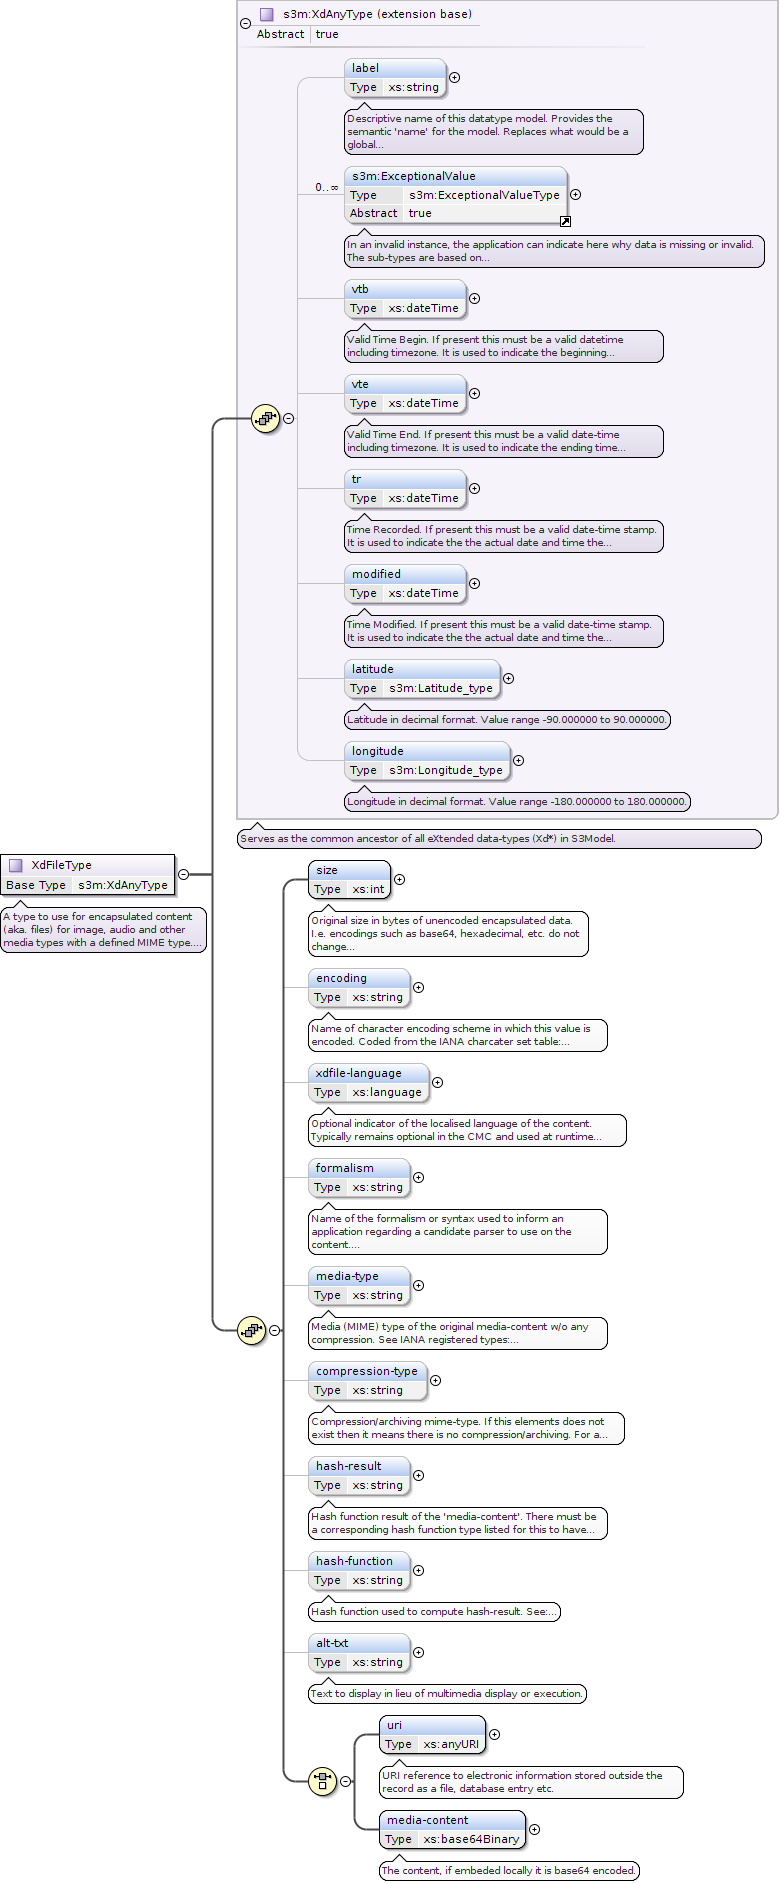 s3m:XdAnyType (extension base)
Abstract true
label
Type xs:string
Descriptive name of this datatype model. Provides the
semantic 'name' for the model. Replaces what would be a
global...
0..∞
s3m:ExceptionalValue
Type s3m:ExceptionalValueType
Abstract true
In an invalid instance, the application can indicate here why data is missing or invalid.
The sub-types are based on...
vtb
Type xs:dateTime
Valid Time Begin. If present this must be a valid datetime
including timezone. It is used to indicate the beginning...
vte
Type xs:dateTime
Valid Time End. If present this must be a valid date-time
including timezone. It is used to indicate the ending time...
tr
Type xs:dateTime
Time Recorded. If present this must be a valid date-time stamp.
It is used to indicate the the actual date and time the...
modified
Type xs:dateTime
Time Modified. If present this must be a valid date-time stamp.
It is used to indicate the the actual date and time the...
latitude
Type s3m:Latitude_type
Latitude in decimal format. Value range -90.000000 to 90.000000.
longitude
Type s3m:Longitude_type
Longitude in decimal format. Value range -180.000000 to 180.000000.
Serves as the common ancestor of all eXtended data-types (Xd*) in S3Model.
XdFileType
Base Type s3m:XdAnyType
A type to use for encapsulated content
(aka. files) for image, audio and other
media types with a defined MIME type....
size
Type xs:int
Original size in bytes of unencoded encapsulated data.
I.e. encodings such as base64, hexadecimal, etc. do not
change...
encoding
Type xs:string
Name of character encoding scheme in which this value is
encoded. Coded from the IANA charcater set table:...
xdfile-language
Type xs:language
Optional indicator of the localised language of the content.
Typically remains optional in the CMC and used at runtime...
formalism
Type xs:string
Name of the formalism or syntax used to inform an
application regarding a candidate parser to use on the
content....
media-type
Type xs:string
Media (MIME) type of the original media-content w/o any
compression. See IANA registered types:...
compression-type
Type xs:string
Compression/archiving mime-type. If this elements does not
exist then it means there is no compression/archiving. For a...
hash-result
Type xs:string
Hash function result of the 'media-content'. There must be
a corresponding hash function type listed for this to have...
hash-function
Type xs:string
Hash function used to compute hash-result. See:...
alt-txt
Type xs:string
Text to display in lieu of multimedia display or execution.
uri
Type xs:anyURI
URI reference to electronic information stored outside the
record as a file, database entry etc.
media-content
Type xs:base64Binary
The content, if embeded locally it is base64 encoded.